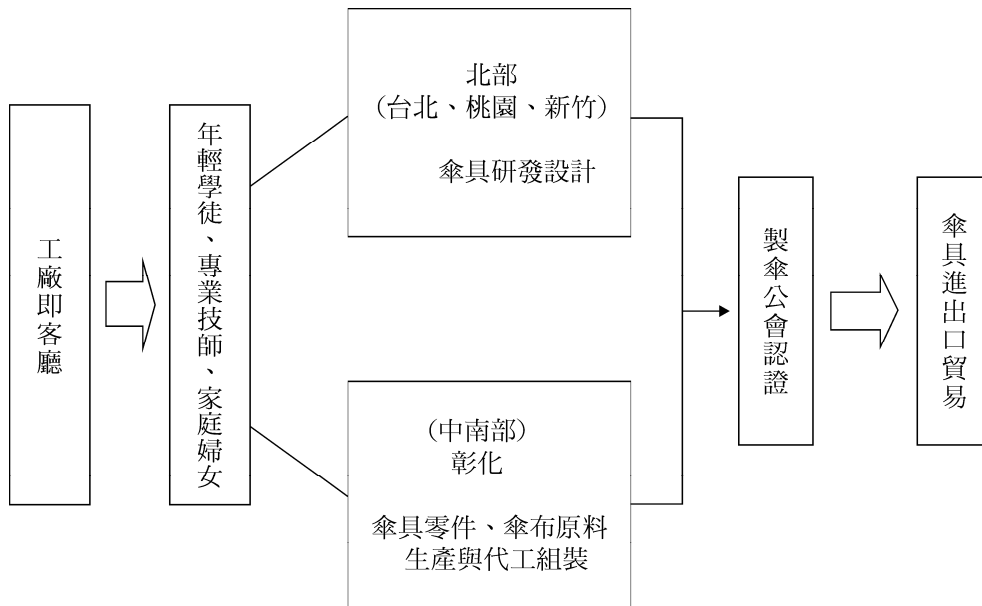 工廠即客廳
年輕學徒、專業技師、家庭婦女
北部
（台北、桃園、新竹）
傘具研發設計
（中南部）
彰化
傘具零件、傘布原料
生產與代工組裝
製傘公會認證
傘具進出口貿易